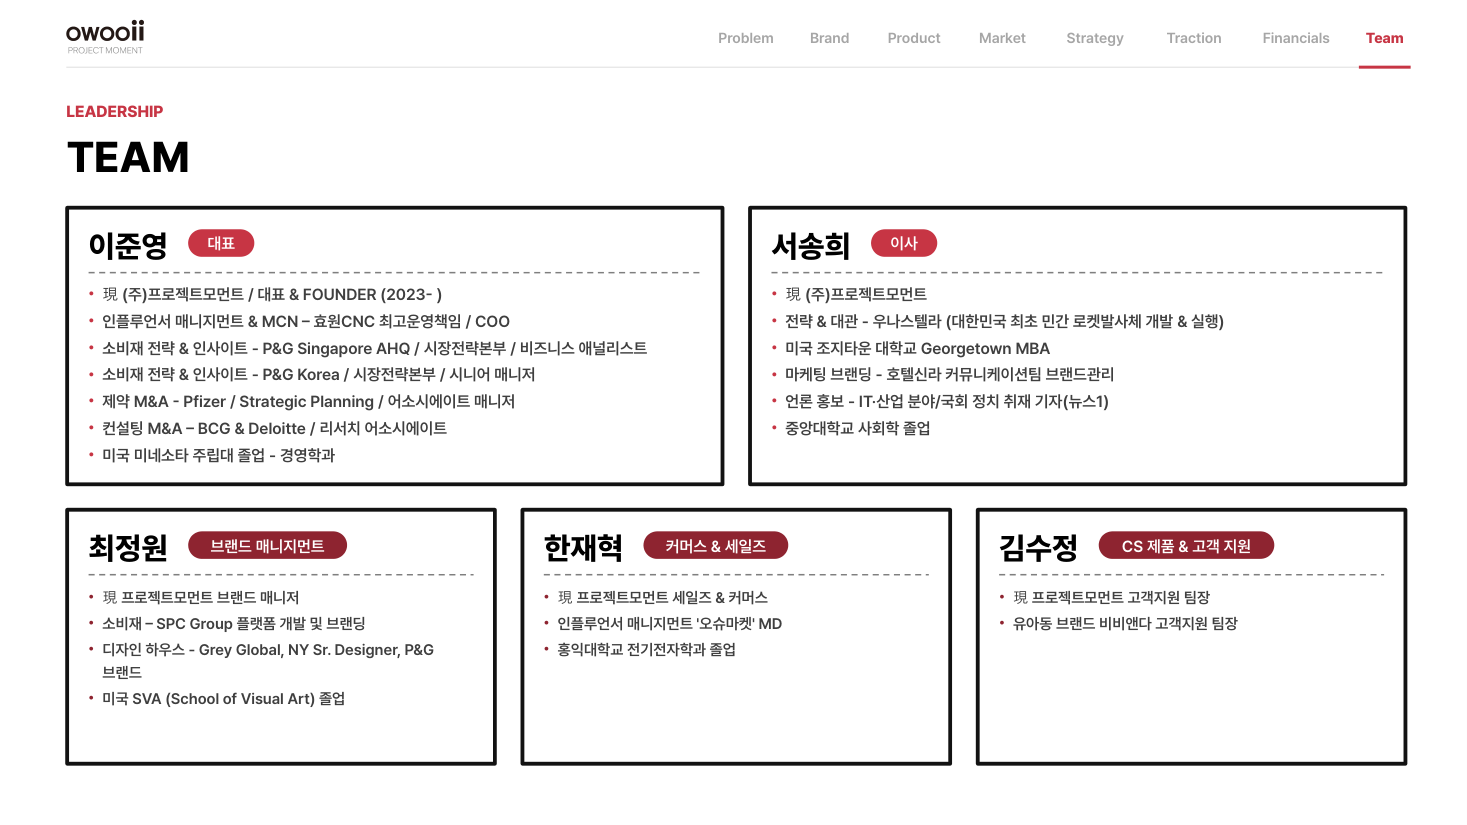 owooii
PROJECT MOMENT
Problem Brand Product Market Strategy Traction Financials Team
LEADERSHIP
TEAM
이준영 대표
• 現 (주)프로젝트모먼트 / 대표 & FOUNDER (2023- )
• 인플루언서 매니지먼트 & MCN – 효원CNC 최고운영책임 / COO
• 소비재 전략 & 인사이트 - P&G Singapore AHQ / 시장전략본부 / 비즈니스 애널리스트
• 소비재 전략 & 인사이트 - P&G Korea / 시장전략본부 / 시니어 매니저
• 제약 M&A - Pfizer / Strategic Planning / 어소시에이트 매니저
• 컨설팅 M&A – BCG & Deloitte / 리서치 어소시에이트
• 미국 미네소타 주립대 졸업 - 경영학과
서송희 이사
• 現 (주)프로젝트모먼트
• 전략 & 대관 - 우나스텔라 (대한민국 최초 민간 로켓발사체 개발 & 실행)
• 미국 조지타운 대학교 Georgetown MBA
• 마케팅 브랜딩 - 호텔신라 커뮤니케이션팀 브랜드관리
• 언론 홍보 - IT·산업 분야/국회 정치 취재 기자(뉴스1)
• 중앙대학교 사회학 졸업
최정원 브랜드 매니지먼트
• 現 프로젝트모먼트 브랜드 매니저
• 소비재 – SPC Group 플랫폼 개발 및 브랜딩
• 디자인 하우스 - Grey Global, NY Sr. Designer, P&G
브랜드
• 미국 SVA (School of Visual Art) 졸업
한재혁 커머스 & 세일즈
• 現 프로젝트모먼트 세일즈 & 커머스
• 인플루언서 매니지먼트 '오슈마켓' MD
• 홍익대학교 전기전자학과 졸업
김수정 CS 제품 & 고객 지원
• 現 프로젝트모먼트 고객지원 팀장
• 유아동 브랜드 비비앤다 고객지원 팀장